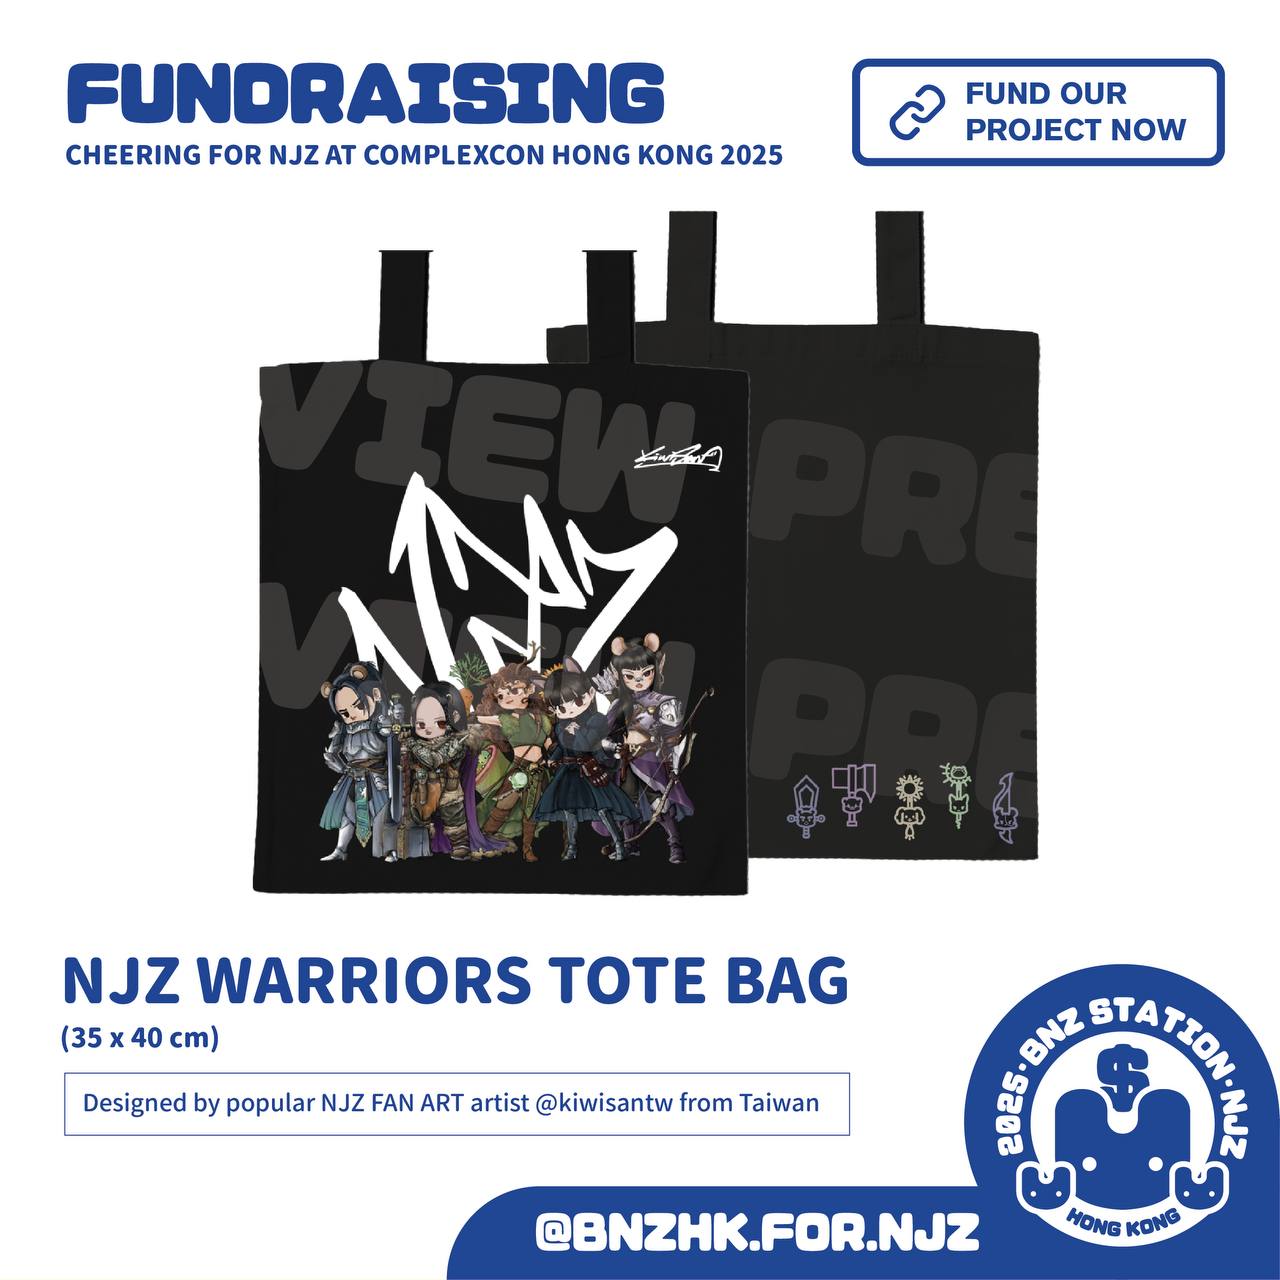 FUNDRAISING
CHEERING FOR NJZ AT COMPLEXCON HONG KONG 2025
FUND OUR
PROJECT NOW
VIEW PRE
NJZ
VIEW PRE
NJZ WARRIORS TOTE BAG
(35 x 40 cm)
Designed by popular NJZ FAN ART artist @kiwisantw from Taiwan
2025·BNZ STATION·NJZ
$
HONG KONG
@BNZHK.FOR.NJZ